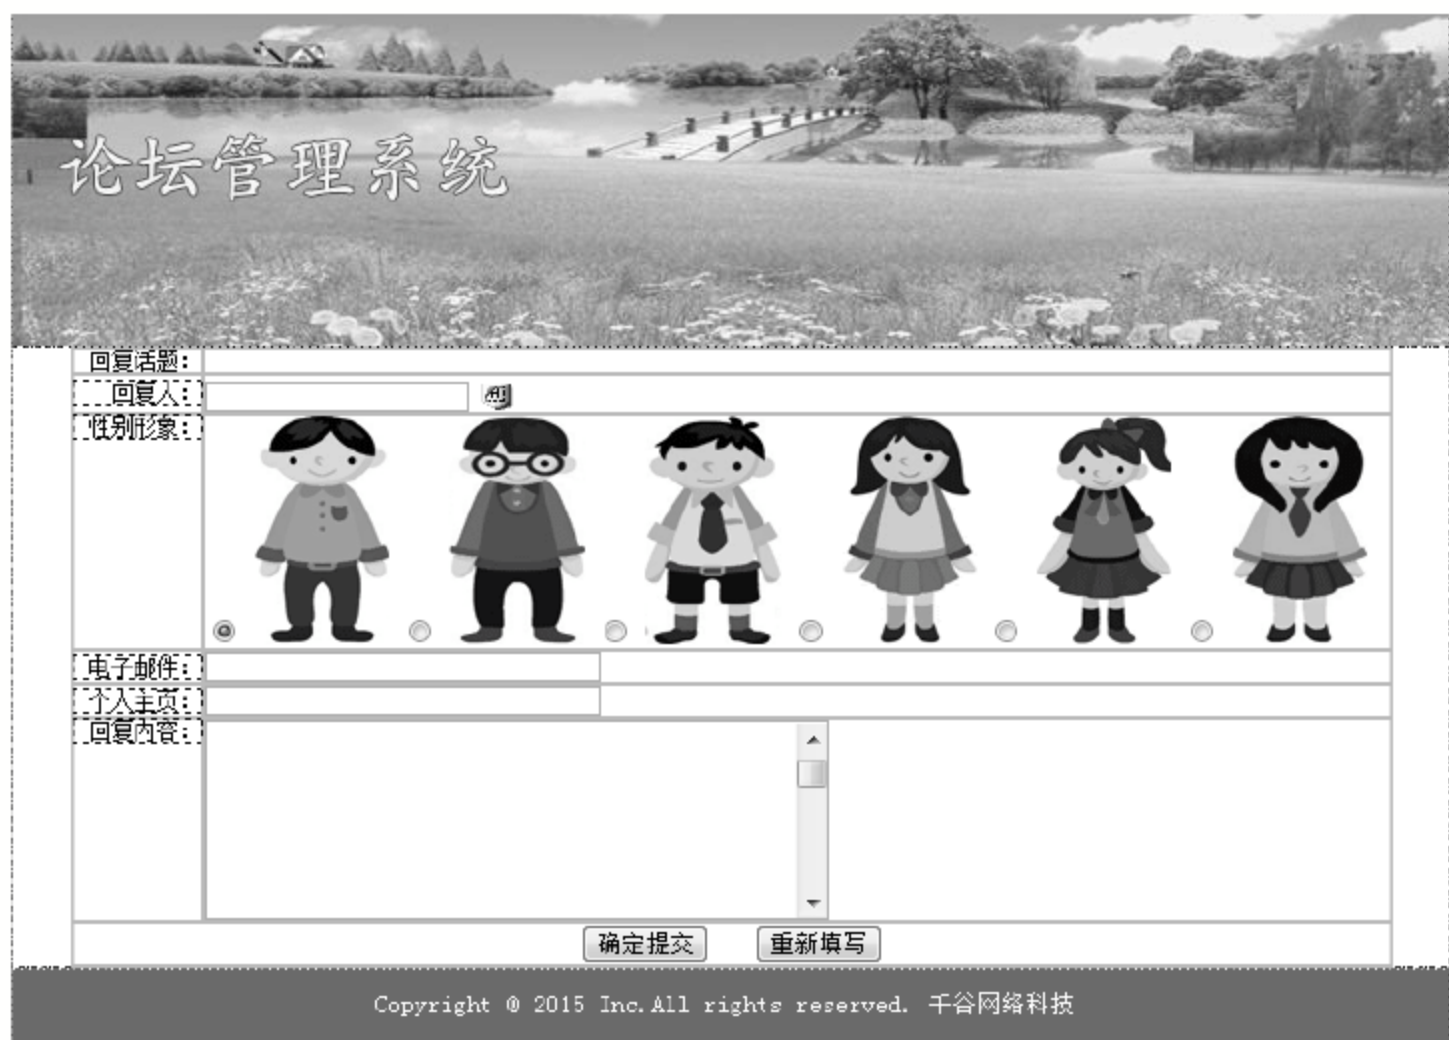 论坛管理系统
回复话题：
回复人：
性别形象：
电子邮件：
个人主页：
回复内容：
确定提交 重新填写
Copyright @ 2015 Inc.All rights reserved. 千谷网络科技